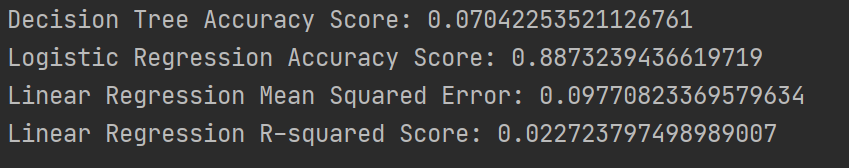 Decision Tree Accuracy Score: 0.07042253521126761
Logistic Regression Accuracy Score: 0.8873239436619719
Linear Regression Mean Squared Error: 0.09770823369579634
Linear Regression R-squared Score: 0.022723797498989007